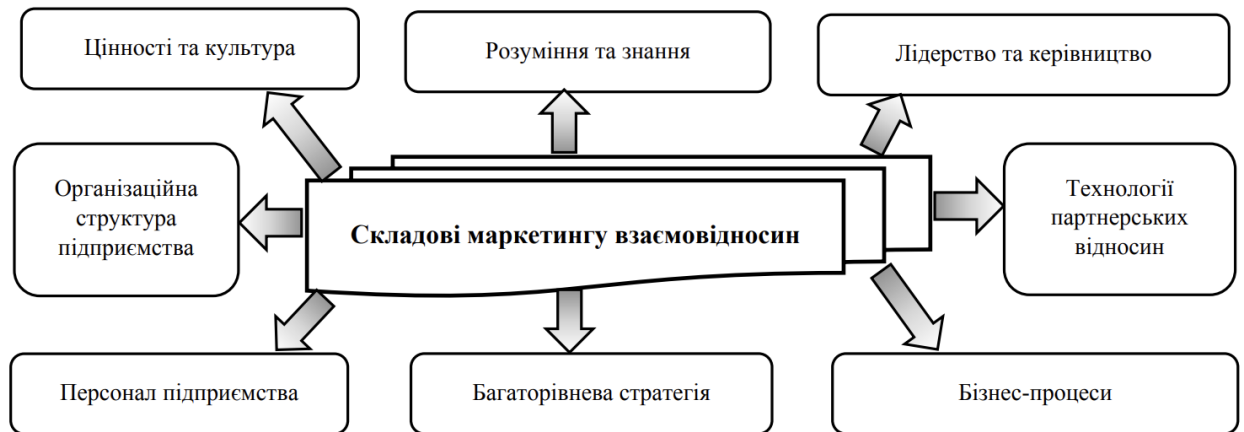 Цінності та культура
Розуміння та знання
Лідерство та керівництво
Організаційна
структура
підприємства
Складові маркетингу взаємовідносин
Технології
партнерських
відносин
Персонал підприємства
Багаторівнева стратегія
Бізнес-процеси